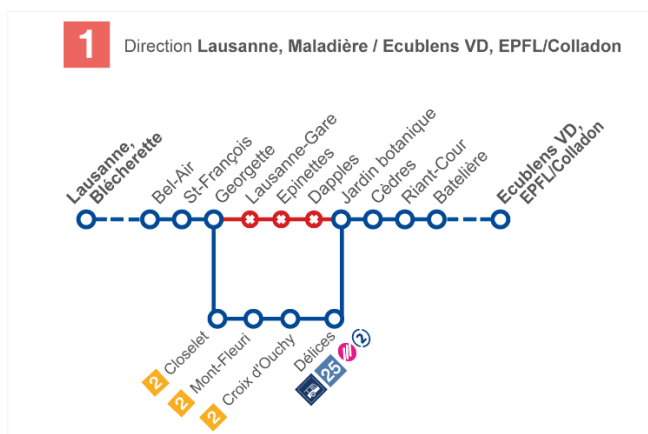 1
Direction Lausanne, Maladière / Ecublens VD, EPFL/Colladon
Lausanne,
Blécherette
Bel-Air
St-François
Georgette
Lausanne-Gare
Epinettes
Dapples
Jardin botanique
Cèdres
Riant-Cour
Batelière
Ecublens VD,
EPFL/Colladon
2 Closelet
2 Mont-Fleuri
2 Croix d'Ouchy
Délices
25
2